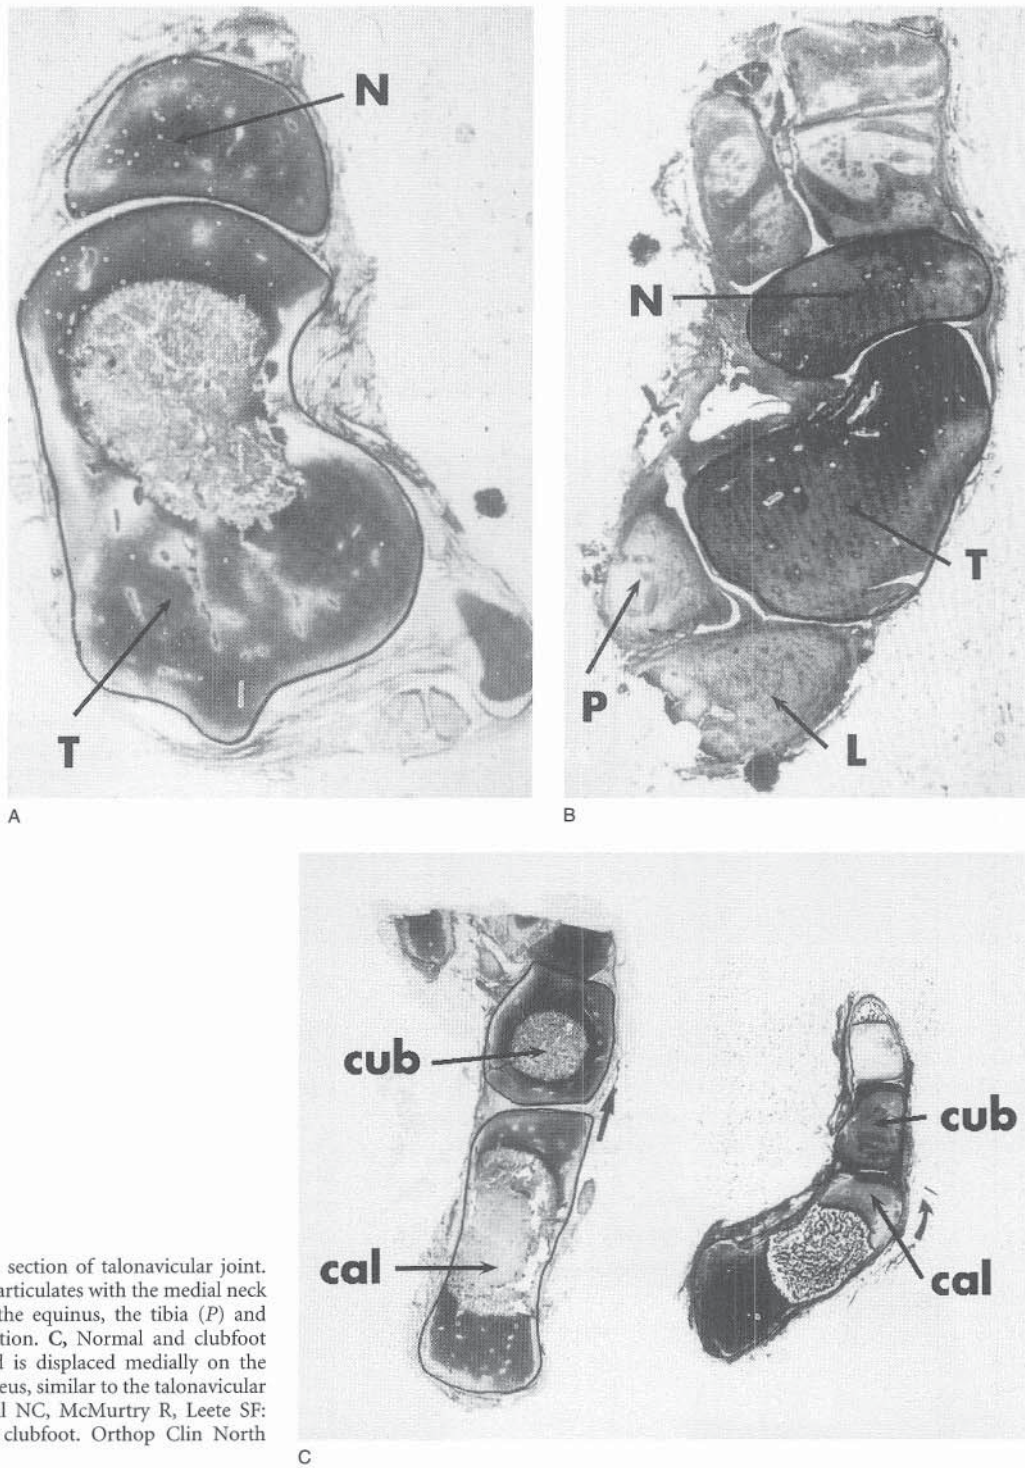 N
N
T
P
T
L
A
B
cub
cub
cal
cal
section of talonavicular joint.
articulates with the medial neck
the equinus, the tibia (P) and
tion. C, Normal and clubfoot
d is displaced medially on the
eus, similar to the talonavicular
l NC, McMurtry R, Leete SF:
clubfoot. Orthop Clin North
C